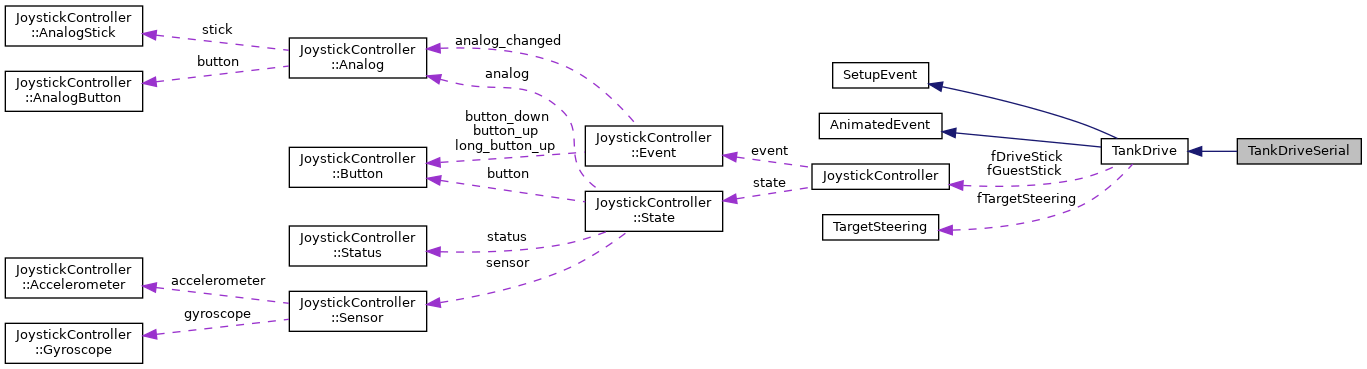 JoystickController
::AnalogStick
JoystickController
::AnalogButton
stick
button
JoystickController
::Analog
analog_changed
analog
button_down
button_up
long_button_up
JoystickController
::Button
button
JoystickController
::Event
JoystickController
::State
event
state
JoystickController
SetupEvent
AnimatedEvent
TankDrive
TankDriveSerial
fDriveStick
fGuestStick
fTargetSteering
TargetSteering
JoystickController
::Status
status
sensor
JoystickController
::Accelerometer
accelerometer
JoystickController
::Sensor
gyroscope
JoystickController
::Gyroscope